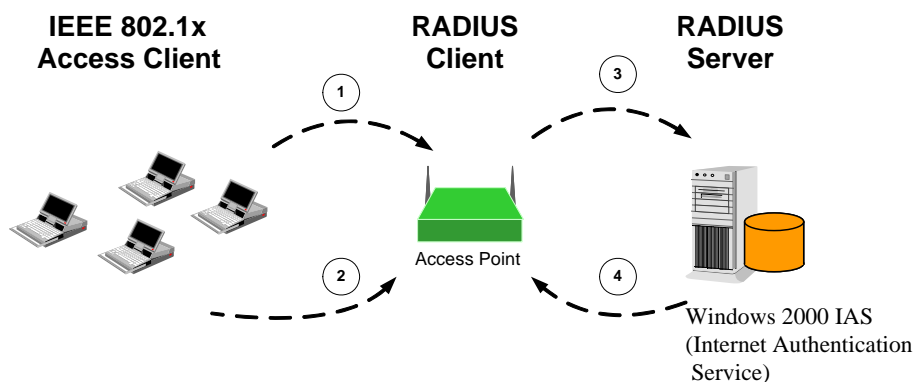 IEEE 802.1x
Access Client
RADIUS
Client
RADIUS
Server
1
3
Access Point
2
4
Windows 2000 IAS
(Internet Authentication
Service)